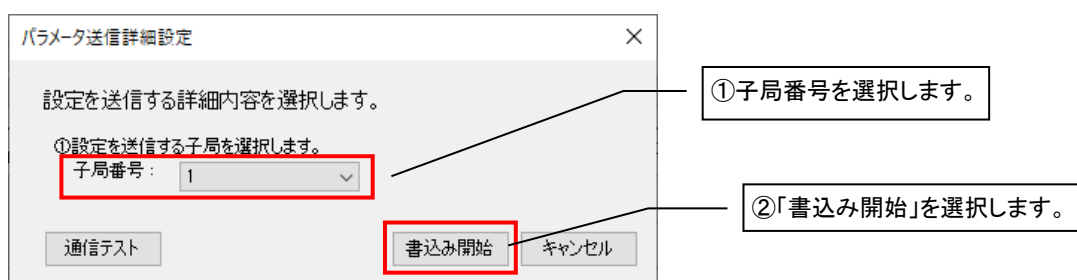 パラメータ送信詳細設定
設定を送信する詳細内容を選択します。
①子局番号を選択します。
①設定を送信する子局を選択します。
子局番号:
1
②「書込み開始」を選択します。
通信テスト
書込み開始
キャンセル